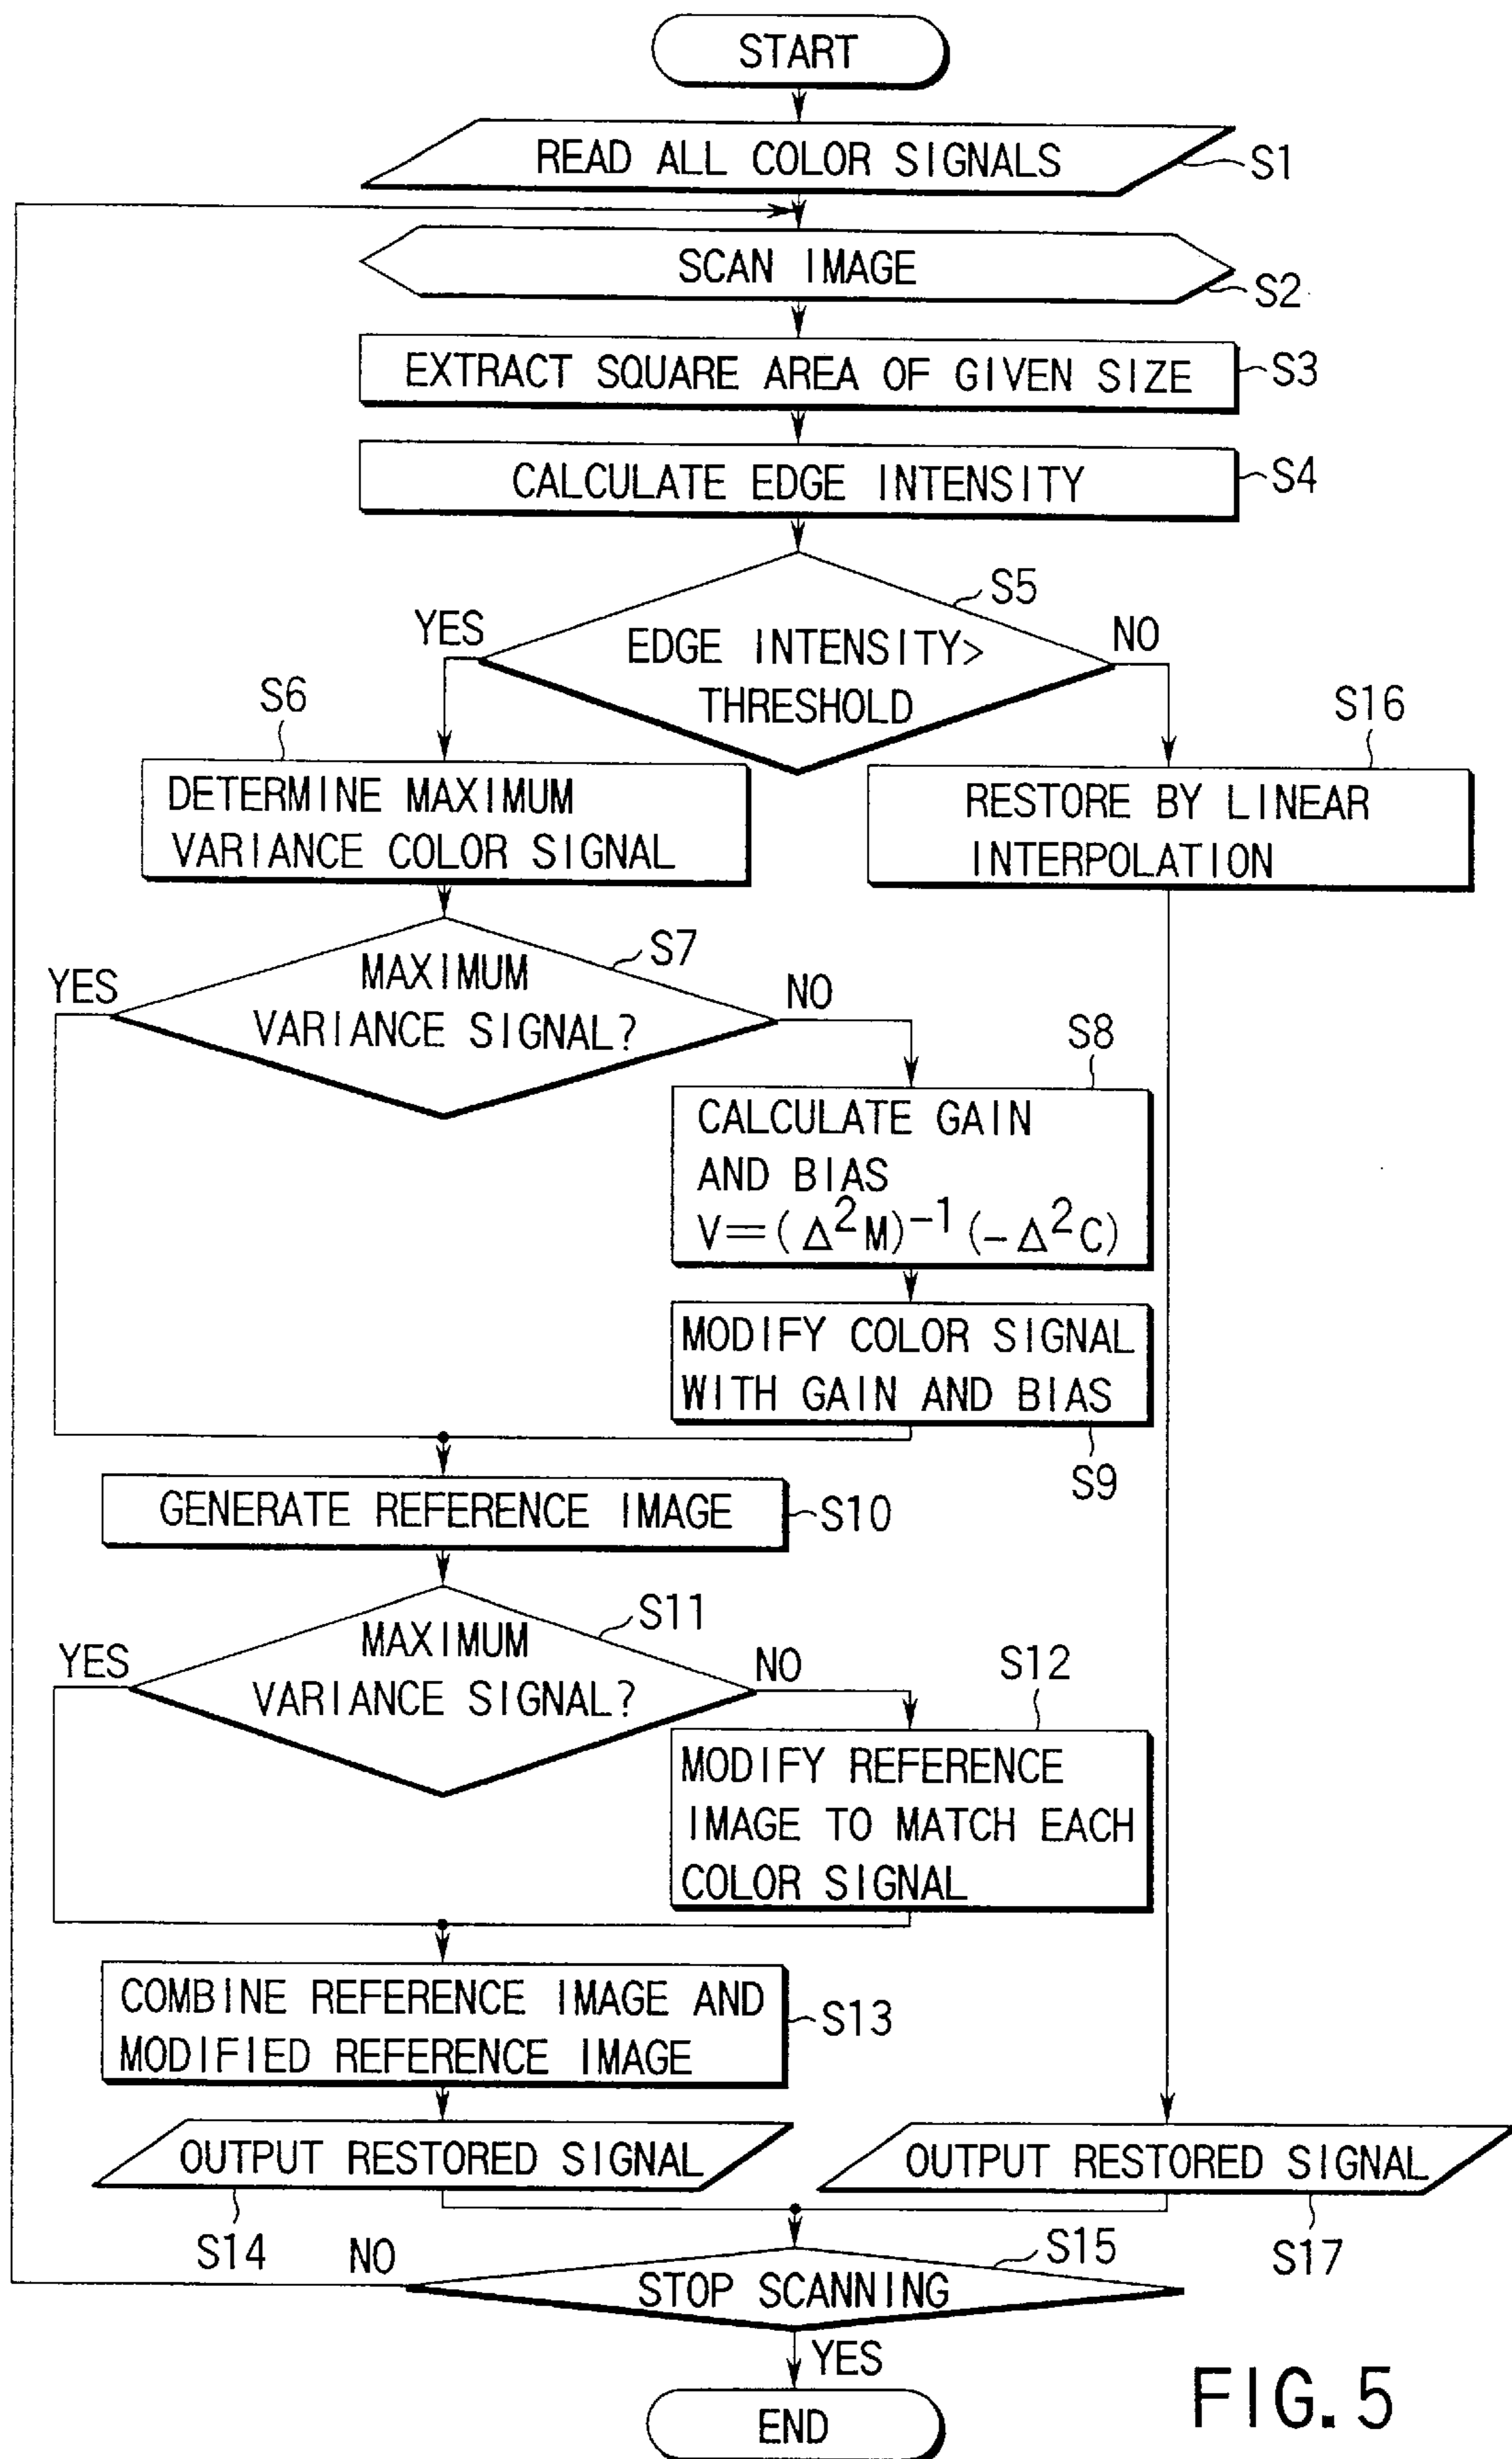 START
READ ALL COLOR SIGNALS
S1
SCAN IMAGE
S2
EXTRACT SQUARE AREA OF GIVEN SIZE
S3
CALCULATE EDGE INTENSITY
S4
S5
YES
EDGE INTENSITY>
THRESHOLD
NO
S6
DETERMINE MAXIMUM
VARIANCE COLOR SIGNAL
S16
RESTORE BY LINEAR
INTERPOLATION
S7
YES
MAXIMUM
VARIANCE SIGNAL?
NO
S8
CALCULATE GAIN
AND BIAS
V=(Δ²M)⁻¹(-Δ²C)
MODIFY COLOR SIGNAL
WITH GAIN AND BIAS
S9
GENERATE REFERENCE IMAGE
S10
S11
YES
MAXIMUM
VARIANCE SIGNAL?
NO
S12
MODIFY REFERENCE
IMAGE TO MATCH EACH
COLOR SIGNAL
COMBINE REFERENCE IMAGE AND
MODIFIED REFERENCE IMAGE
S13
OUTPUT RESTORED SIGNAL
S14
OUTPUT RESTORED SIGNAL
S17
S15
NO
STOP SCANNING
YES
END
FIG. 5